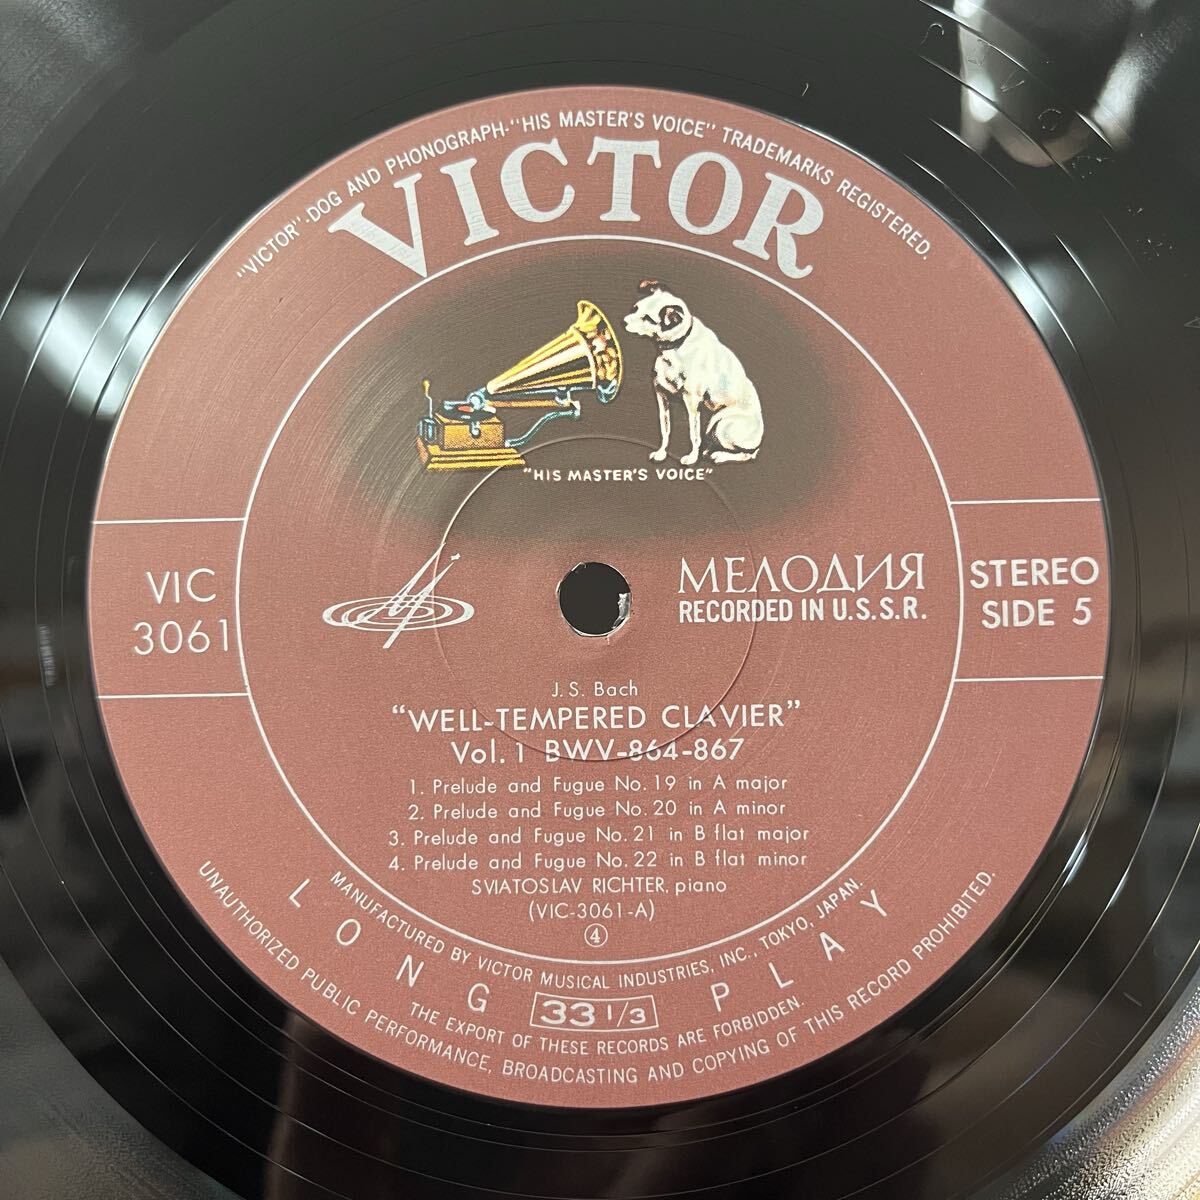 "VICTOR"-DOG AND PHONOGRAPH-"HIS MASTER'S VOICE" TRADEMARKS REGISTERED.
VICTOR
"HIS MASTER'S VOICE"
VIC
3061
МЕЛОДИЯ
RECORDED IN U.S.S.R.
STEREO
SIDE 5
J. S. Bach
"WELL-TEMPERED CLAVIER"
Vol. 1 BWV-864-867
1. Prelude and Fugue No. 19 in A major
2. Prelude and Fugue No. 20 in A minor
3. Prelude and Fugue No. 21 in B flat major
4. Prelude and Fugue No. 22 in B flat minor
SVIATOSLAV RICHTER, piano
(VIC-3061-A)
④
MANUFACTURED BY VICTOR MUSICAL INDUSTRIES, INC., TOKYO, JAPAN.
LONG PLAY
33 1/3
THE EXPORT OF THESE RECORDS ARE FORBIDDEN.
UNAUTHORIZED PUBLIC PERFORMANCE, BROADCASTING AND COPYING OF THIS RECORD PROHIBITED.